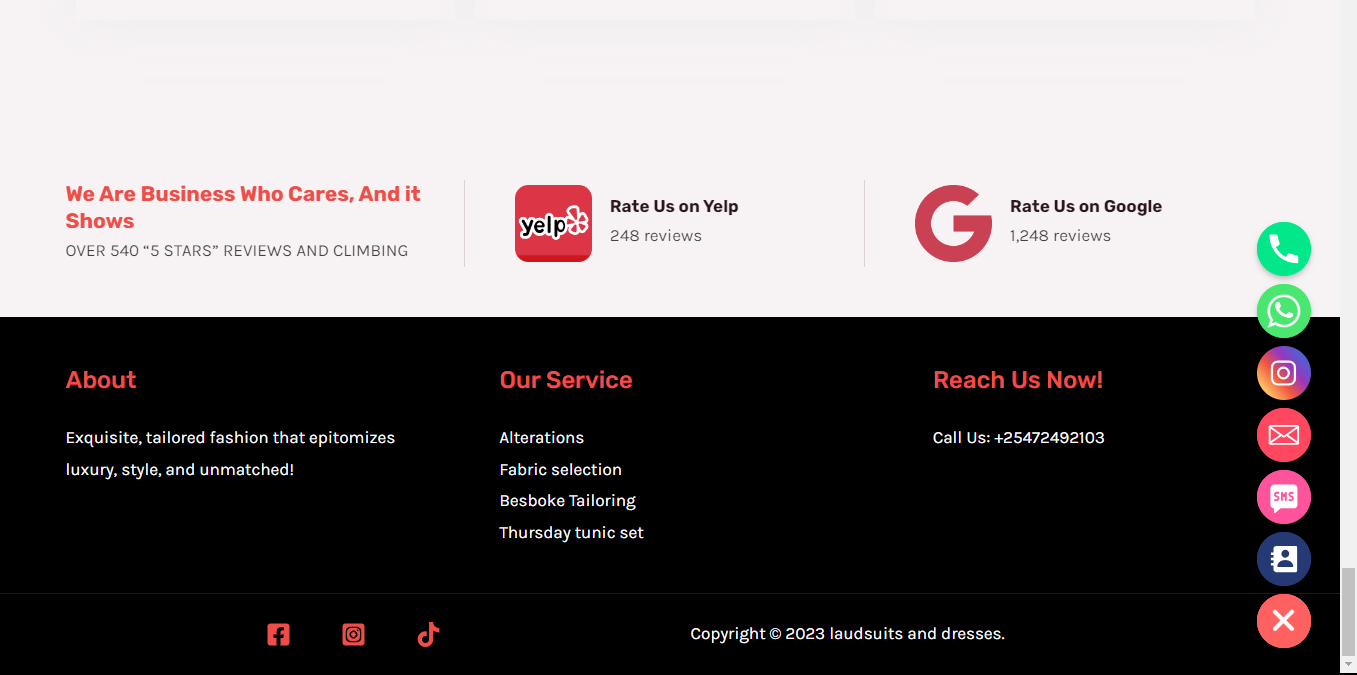 We Are Business Who Cares, And it
Shows
OVER 540 “5 STARS” REVIEWS AND CLIMBING
yelp
Rate Us on Yelp
248 reviews
G
Rate Us on Google
1,248 reviews
About
Exquisite, tailored fashion that epitomizes
luxury, style, and unmatched!
Our Service
Alterations
Fabric selection
Besboke Tailoring
Thursday tunic set
Reach Us Now!
Call Us: +25472492103
SMS
Copyright © 2023 laudsuits and dresses.